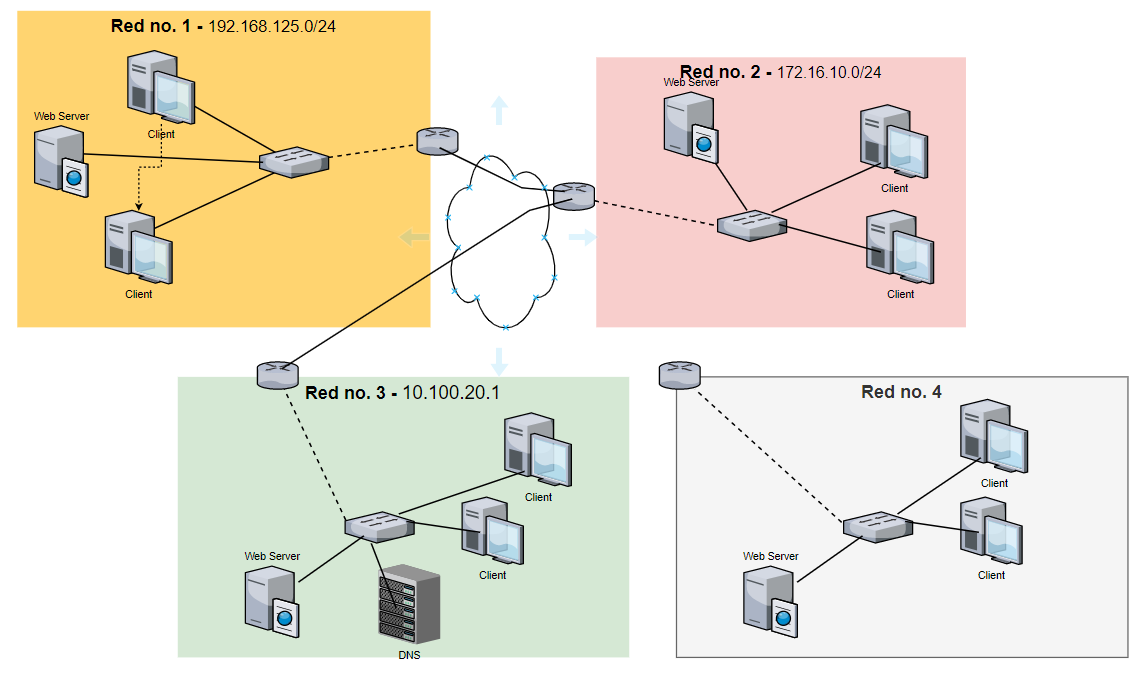 Red no. 1 - 192.168.125.0/24
Web Server
Client
Client
Red no. 2 - 172.16.10.0/24
Web Server
Client
Client
Red no. 3 - 10.100.20.1
Client
Client
Web Server
DNS
Red no. 4
Client
Client
Web Server